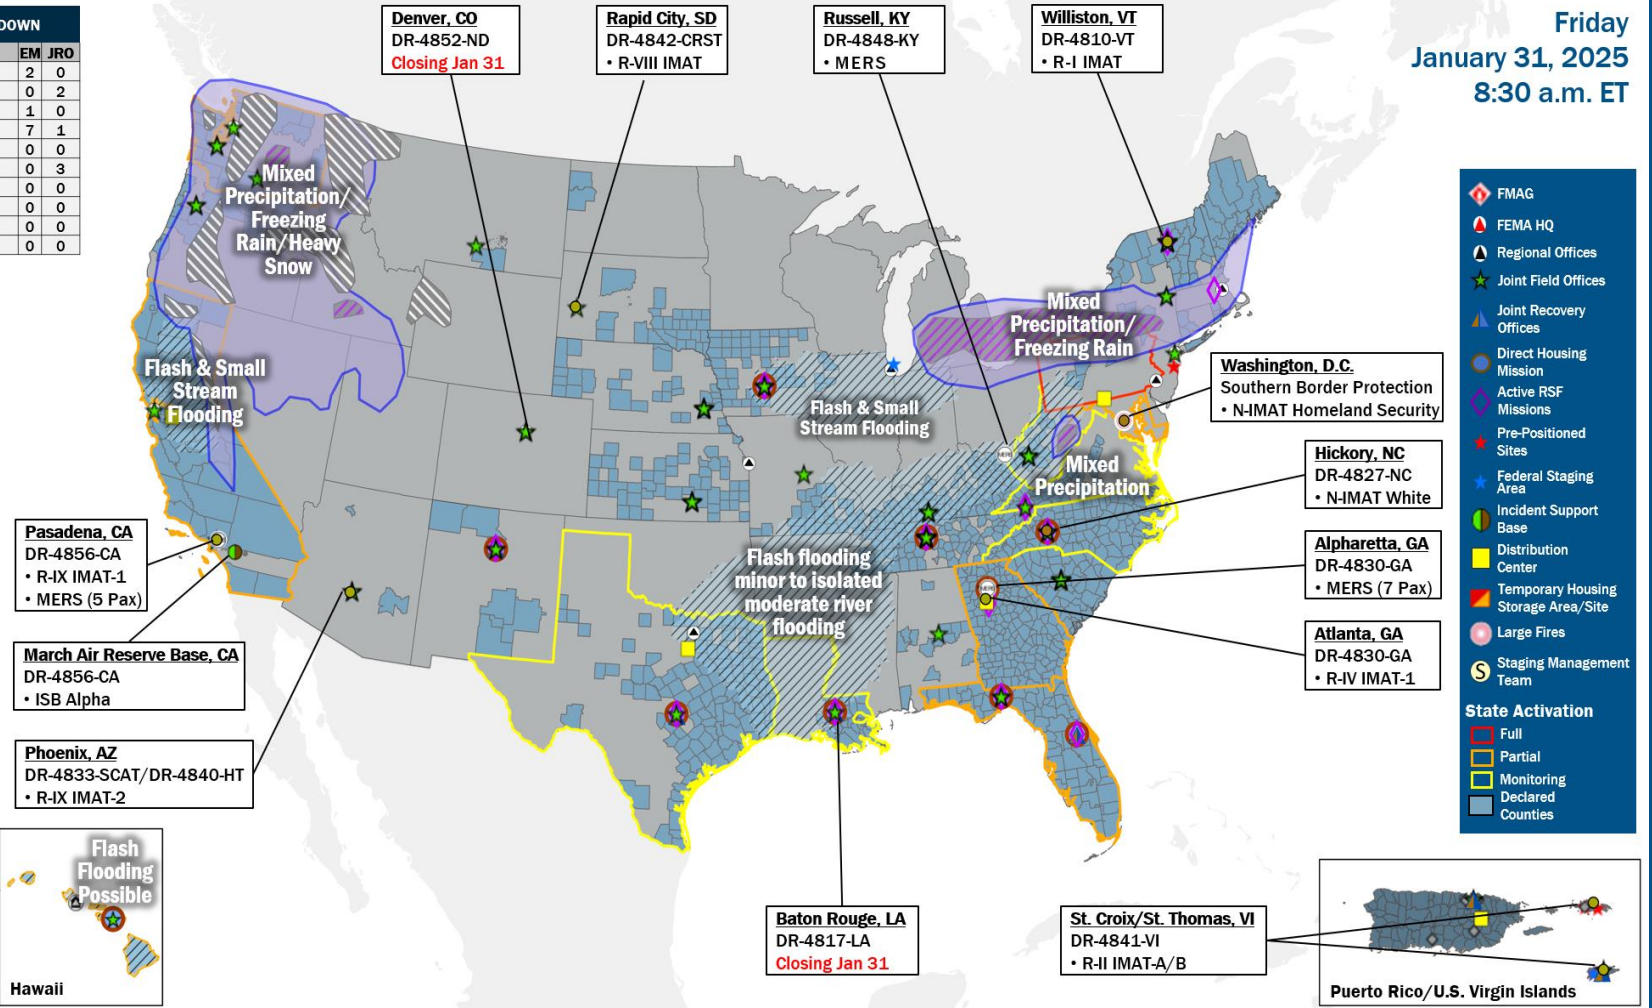 DOWN
EM JRO
2 0
0 2
1 0
7 1
0 0
0 3
0 0
0 0
0 0
0 0
Denver, CO
DR-4852-ND
Closing Jan 31
Rapid City, SD
DR-4842-CRST
• R-VIII IMAT
Russell, KY
DR-4848-KY
• MERS
Williston, VT
DR-4810-VT
• R-I IMAT
Friday
January 31, 2025
8:30 a.m. ET
Mixed
Precipitation/
Freezing
Rain/Heavy
Snow
Flash & Small
Stream
Flooding
Mixed
Precipitation/
Freezing Rain
Flash & Small
Stream Flooding
Mixed
Precipitation
Flash flooding
minor to isolated
moderate river
flooding
MERS
MERS
Washington, D.C.
Southern Border Protection
• N-IMAT Homeland Security
Hickory, NC
DR-4827-NC
• N-IMAT White
Alpharetta, GA
DR-4830-GA
• MERS (7 Pax)
Atlanta, GA
DR-4830-GA
• R-IV IMAT-1
Pasadena, CA
DR-4856-CA
• R-IX IMAT-1
• MERS (5 Pax)
March Air Reserve Base, CA
DR-4856-CA
• ISB Alpha
Phoenix, AZ
DR-4833-SCAT/DR-4840-HT
• R-IX IMAT-2
Flash
Flooding
Possible
Hawaii
Baton Rouge, LA
DR-4817-LA
Closing Jan 31
St. Croix/St. Thomas, VI
DR-4841-VI
• R-II IMAT-A/B
Puerto Rico/U.S. Virgin Islands
FMAG
FEMA HQ
Regional Offices
Joint Field Offices
Joint Recovery
Offices
Direct Housing
Mission
Active RSF
Missions
Pre-Positioned
Sites
Federal Staging
Area
Incident Support
Base
Distribution
Center
Temporary Housing
Storage Area/Site
Large Fires
S
Staging Management
Team
State Activation
Full
Partial
Monitoring
Declared
Counties